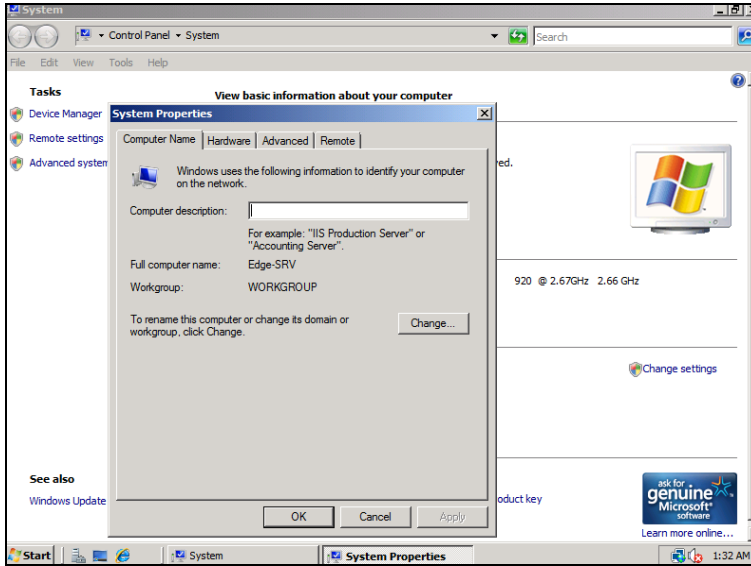 System
Control Panel System
Search
File Edit View Tools Help
Tasks
View basic information about your computer
Device Manager
Remote settings
Advanced system
System Properties
Computer Name Hardware Advanced Remote
Windows uses the following information to identify your computer
on the network.
Computer description:
For example: "IIS Production Server" or
"Accounting Server".
Full computer name: Edge-SRV
Workgroup: WORKGROUP
To rename this computer or change its domain or
workgroup, click Change.
Change...
OK Cancel Apply
920 @ 2.67GHz 2.66 GHz
Change settings
See also
Windows Update
ask for
genuine
Microsoft
software
Learn more online...
Start System System Properties 1:32 AM